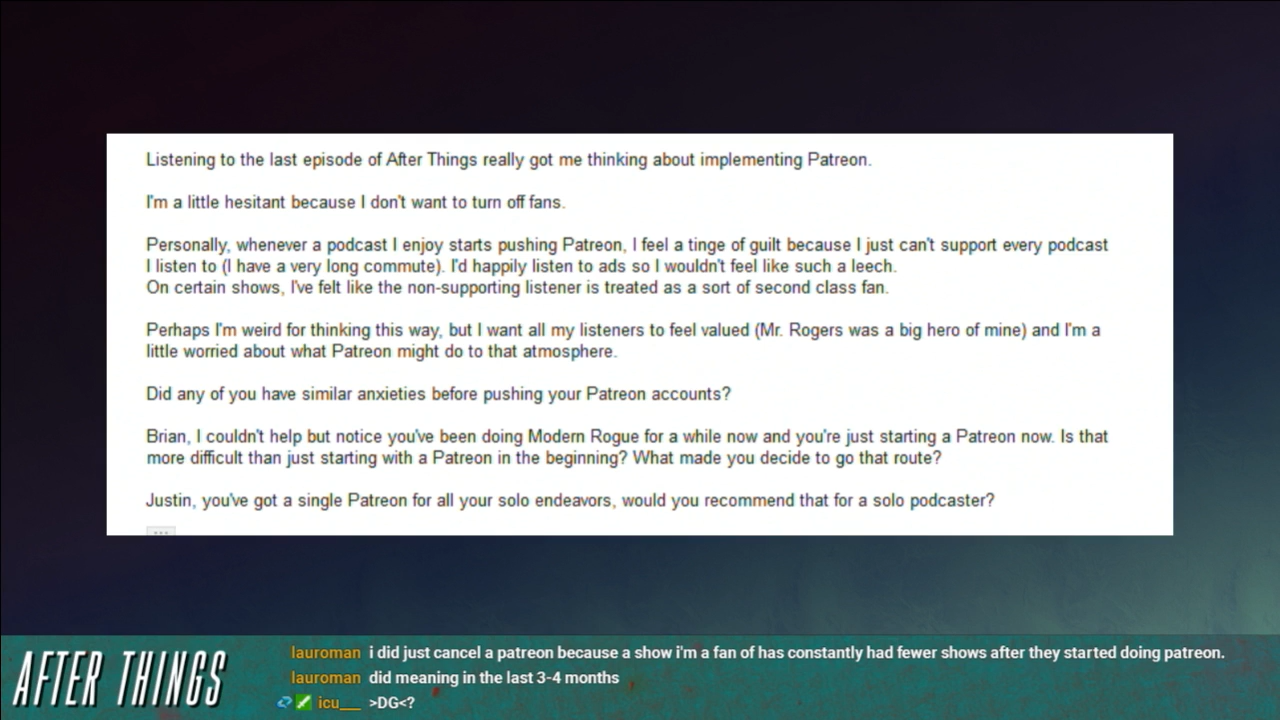 Listening to the last episode of After Things really got me thinking about implementing Patreon.
I'm a little hesitant because I don't want to turn off fans.
Personally, whenever a podcast I enjoy starts pushing Patreon, I feel a tinge of guilt because I just can't support every podcast
I listen to (I have a very long commute). I'd happily listen to ads so I wouldn't feel like such a leech.
On certain shows, I've felt like the non-supporting listener is treated as a sort of second class fan.
Perhaps I'm weird for thinking this way, but I want all my listeners to feel valued (Mr. Rogers was a big hero of mine) and I'm a
little worried about what Patreon might do to that atmosphere.
Did any of you have similar anxieties before pushing your Patreon accounts?
Brian, I couldn't help but notice you've been doing Modern Rogue for a while now and you're just starting a Patreon now. Is that
more difficult than just starting with a Patreon in the beginning? What made you decide to go that route?
Justin, you've got a single Patreon for all your solo endeavors, would you recommend that for a solo podcaster?
AFTER THINGS
lauroman i did just cancel a patreon because a show i'm a fan of has constantly had fewer shows after they started doing patreon.
lauroman did meaning in the last 3-4 months
icu__ >DG<?